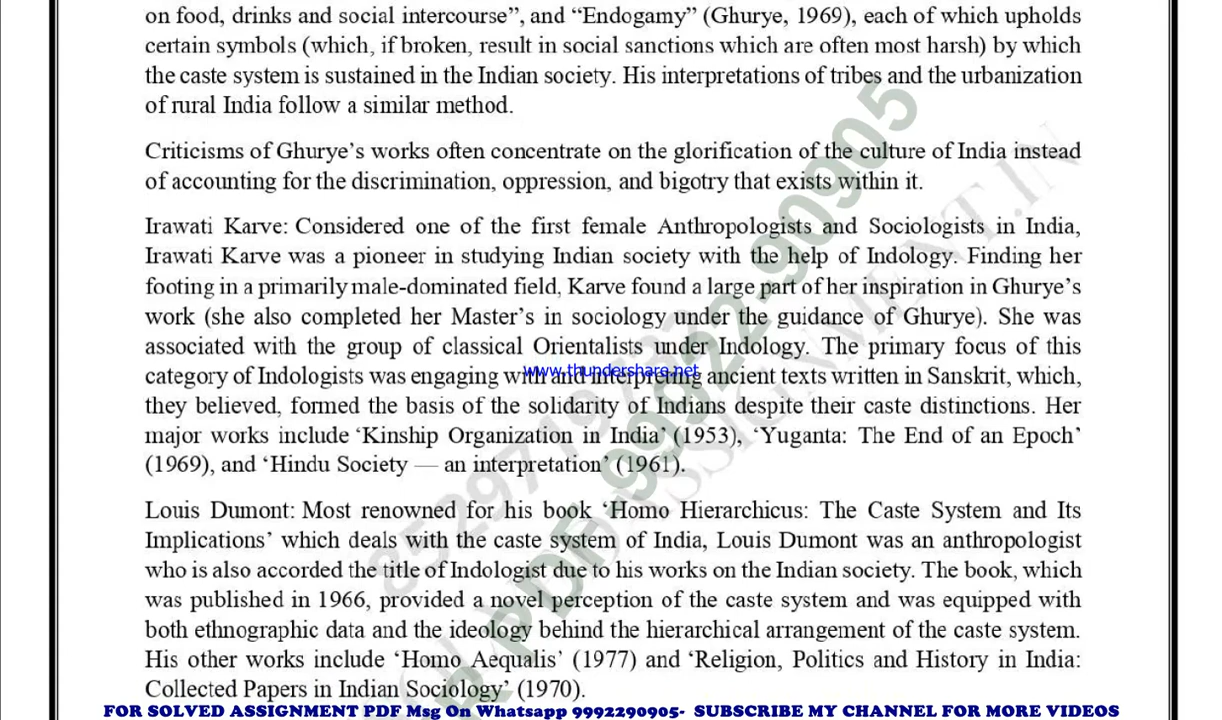 on food, drinks and social intercourse”, and “Endogamy” (Ghurye, 1969), each of which upholds
certain symbols (which, if broken, result in social sanctions which are often most harsh) by which
the caste system is sustained in the Indian society. His interpretations of tribes and the urbanization
of rural India follow a similar method.
Criticisms of Ghurye’s works often concentrate on the glorification of the culture of India instead
of accounting for the discrimination, oppression, and bigotry that exists within it.
Irawati Karve: Considered one of the first female Anthropologists and Sociologists in India,
Irawati Karve was a pioneer in studying Indian society with the help of Indology. Finding her
footing in a primarily male-dominated field, Karve found a large part of her inspiration in Ghurye’s
work (she also completed her Master’s in sociology under the guidance of Ghurye). She was
associated with the group of classical Orientalists under Indology. The primary focus of this
category of Indologists was engaging with and interpreting ancient texts written in Sanskrit, which,
www.thundershare.net
they believed, formed the basis of the solidarity of Indians despite their caste distinctions. Her
major works include ‘Kinship Organization in India’ (1953), ‘Yuganta: The End of an Epoch’
(1969), and ‘Hindu Society — an interpretation’ (1961).
Louis Dumont: Most renowned for his book ‘Homo Hierarchicus: The Caste System and Its
Implications’ which deals with the caste system of India, Louis Dumont was an anthropologist
who is also accorded the title of Indologist due to his works on the Indian society. The book, which
was published in 1966, provided a novel perception of the caste system and was equipped with
both ethnographic data and the ideology behind the hierarchical arrangement of the caste system.
His other works include ‘Homo Aequalis’ (1977) and ‘Religion, Politics and History in India:
Collected Papers in Indian Sociology’ (1970).
FOR SOLVED ASSIGNMENT PDF Msg On Whatsapp 9992290905- SUBSCRIBE MY CHANNEL FOR MORE VIDEOS
PDF-99922-90905